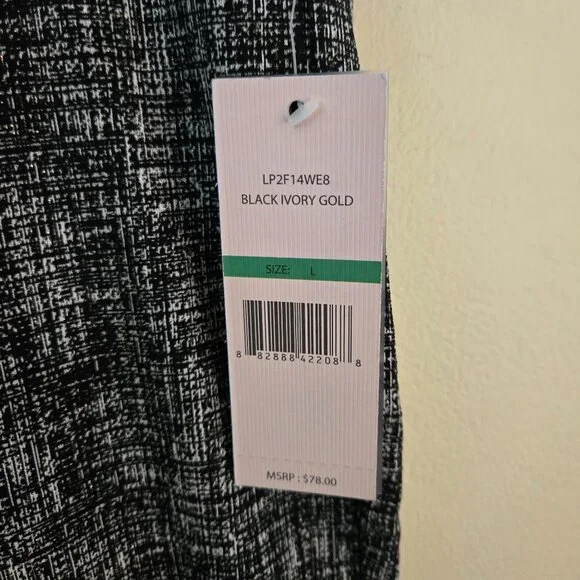 LP2F14WE8
BLACK IVORY GOLD
SIZE: L
8 82888 42208 8
MSRP : $78.00